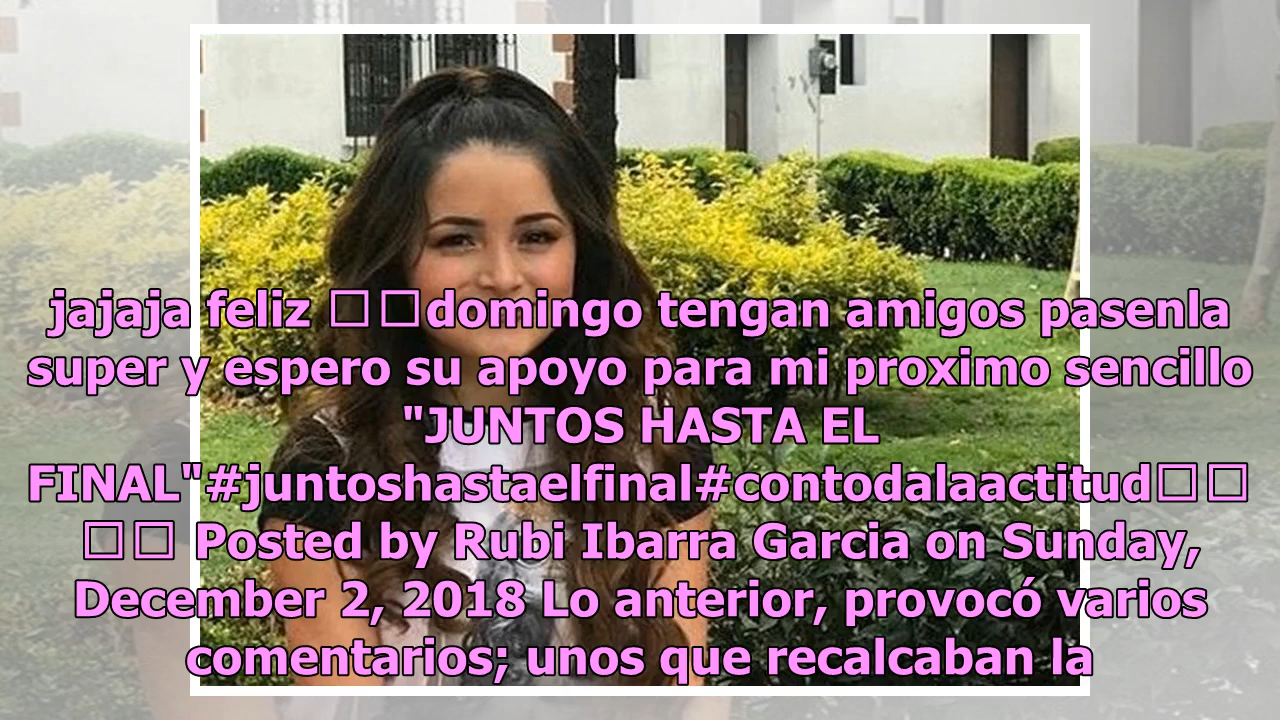 jajaja feliz □□domingo tengan amigos pasenla
super y espero su apoyo para mi proximo sencillo
"JUNTOS HASTA EL
FINAL"#juntoshastaelfinal#contodalaactitud□□
□□ Posted by Rubi Ibarra Garcia on Sunday,
December 2, 2018 Lo anterior, provocó varios
comentarios; unos que recalcaban la